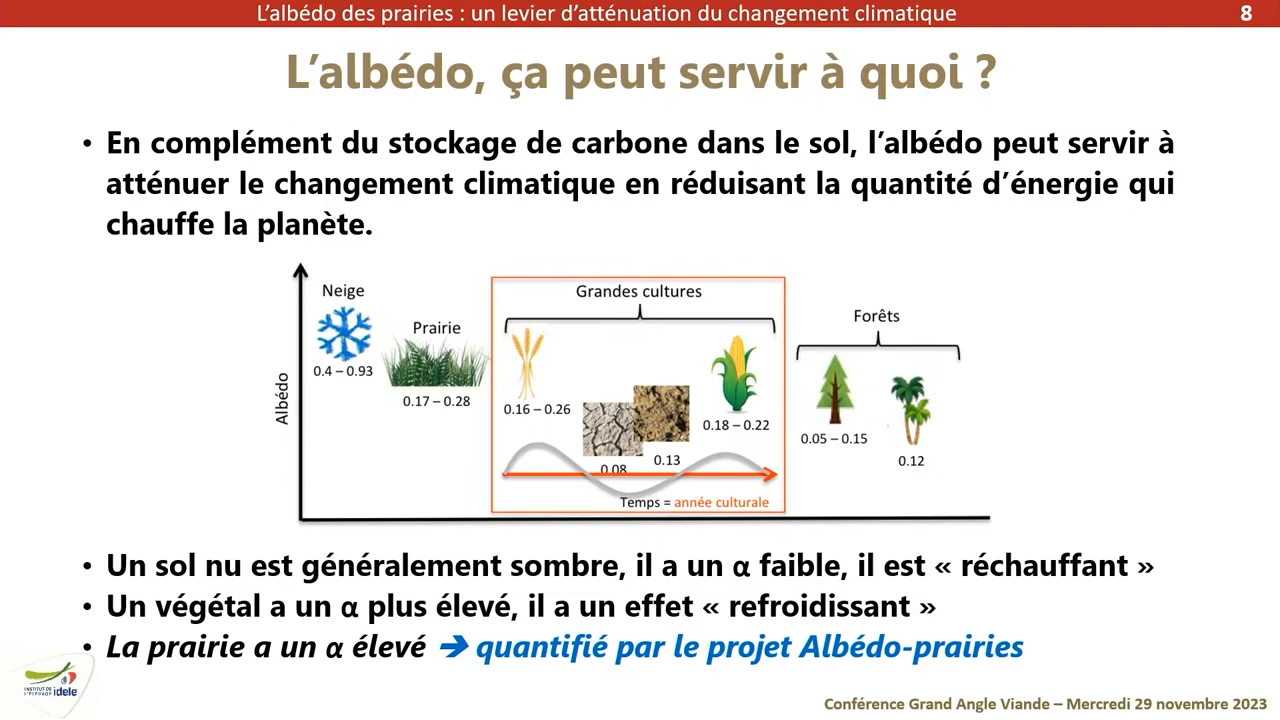 L’albédo des prairies : un levier d’atténuation du changement climatique
8
L’albédo, ça peut servir à quoi ?
• En complément du stockage de carbone dans le sol, l’albédo peut servir à
atténuer le changement climatique en réduisant la quantité d’énergie qui
chauffe la planète.
Albédo
Neige
0.4 – 0.93
Prairie
0.17 – 0.28
Grandes cultures
0.16 – 0.26
0.08
0.13
0.18 – 0.22
Temps = année culturale
Forêts
0.05 – 0.15
0.12
• Un sol nu est généralement sombre, il a un α faible, il est « réchauffant »
• Un végétal a un α plus élevé, il a un effet « refroidissant »
• La prairie a un α élevé ➔ quantifié par le projet Albédo-prairies
INSTITUT DE
L’ELEVAGE idele
Conférence Grand Angle Viande – Mercredi 29 novembre 2023